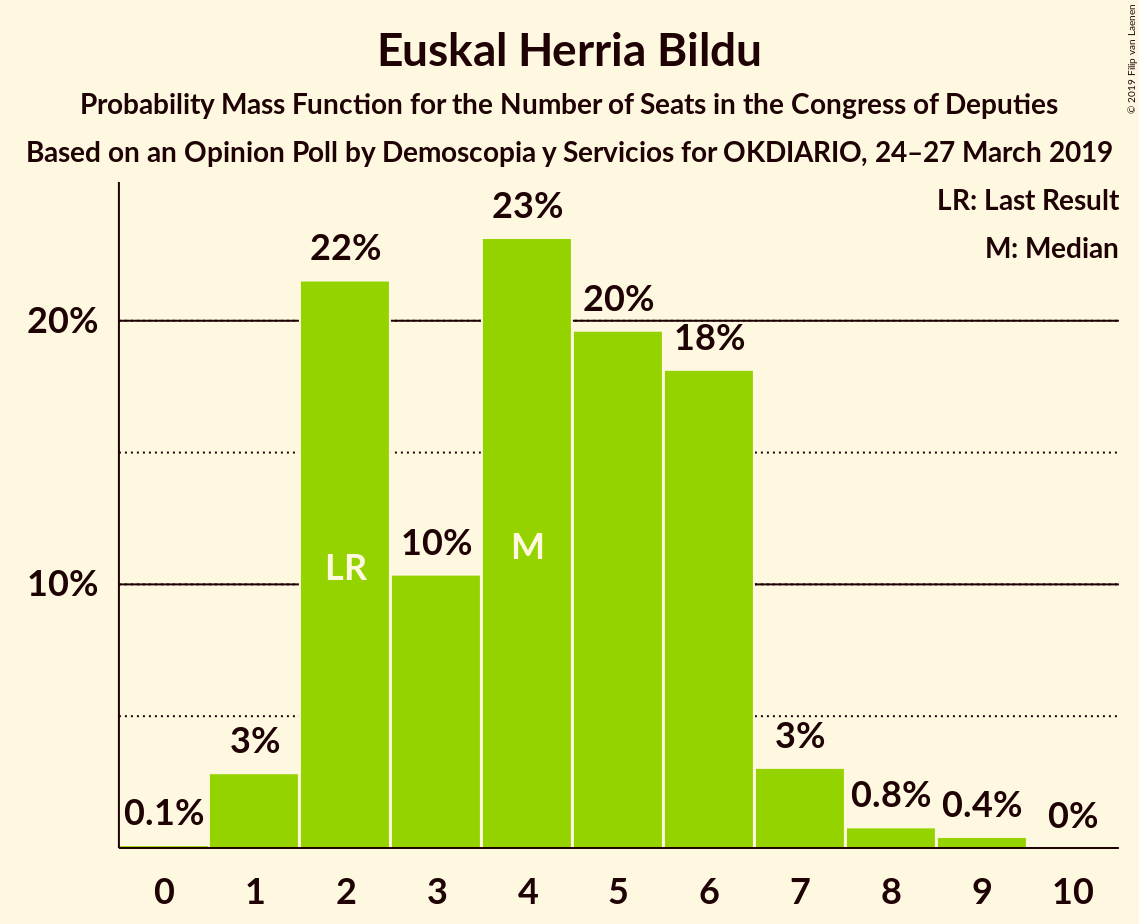 Euskal Herria Bildu
Probability Mass Function for the Number of Seats in the Congress of Deputies
Based on an Opinion Poll by Demoscopia y Servicios for OKDIARIO, 24–27 March 2019
© 2019 Filip van Laenen
LR: Last Result
M: Median
20%
10%
0.1%
3%
22%
10%
23%
20%
18%
3%
0.8%
0.4%
0%
LR
M
0 1 2 3 4 5 6 7 8 9 10